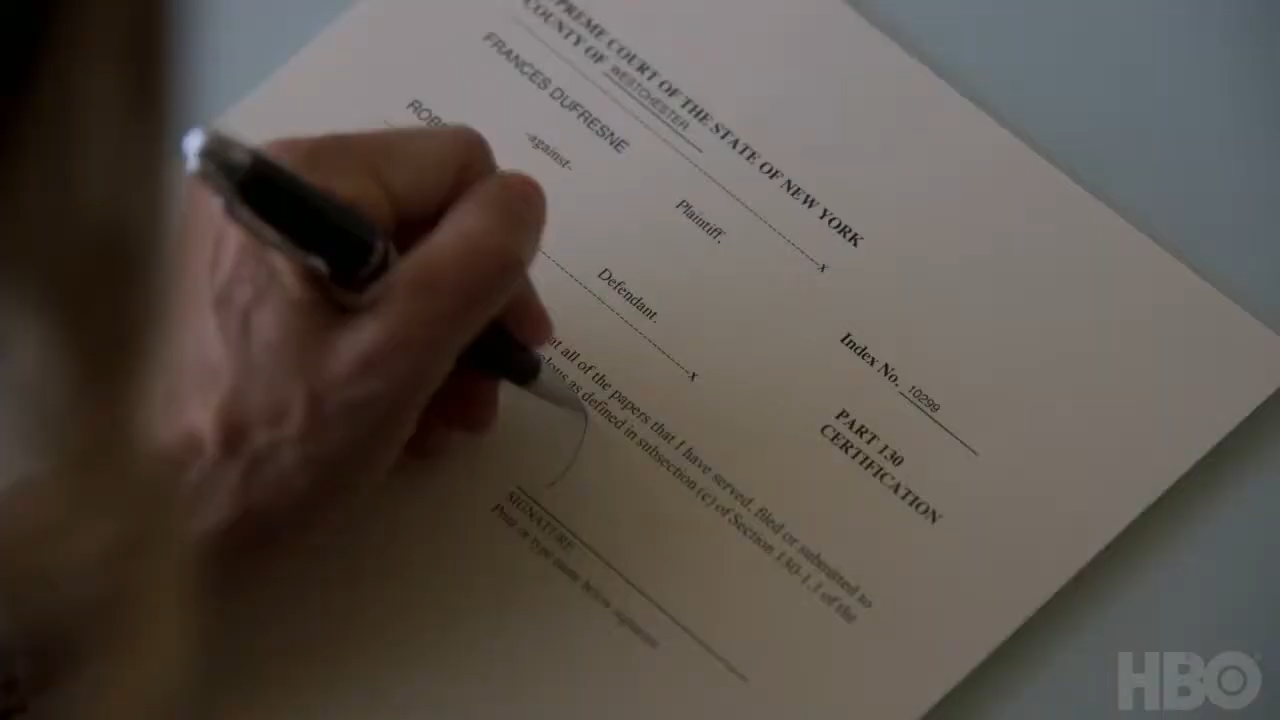 PREME COURT OF THE STATE OF NEW YORK
COUNTY OF WESTCHESTER
x
FRANCES DUFRESNE
Plaintiff,
-against-
Index No. 10299
ROB
PART 130
CERTIFICATION
Defendant.
x
at all of the papers that I have served, filed or submitted to
as defined in subsection (c) of Section 130-1.1 of the
SIGNATURE
Print or type name below signature
HBO